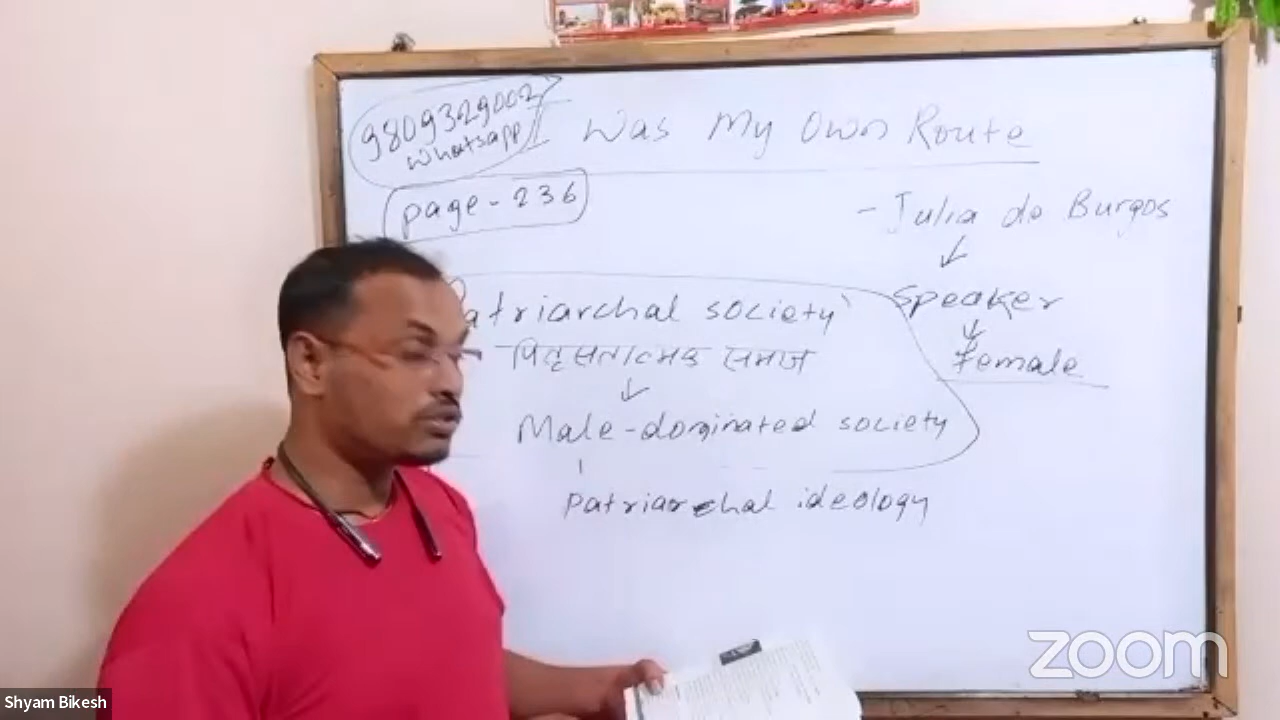 9809329002
Whatsapp
I Was My Own Route
page-236
- Julia de Burgos
Speaker
female
Patriarchal society
पितृसत्तात्मक समाज
Male-dominated society
Patriarchal ideology
zoom
Shyam Bikesh